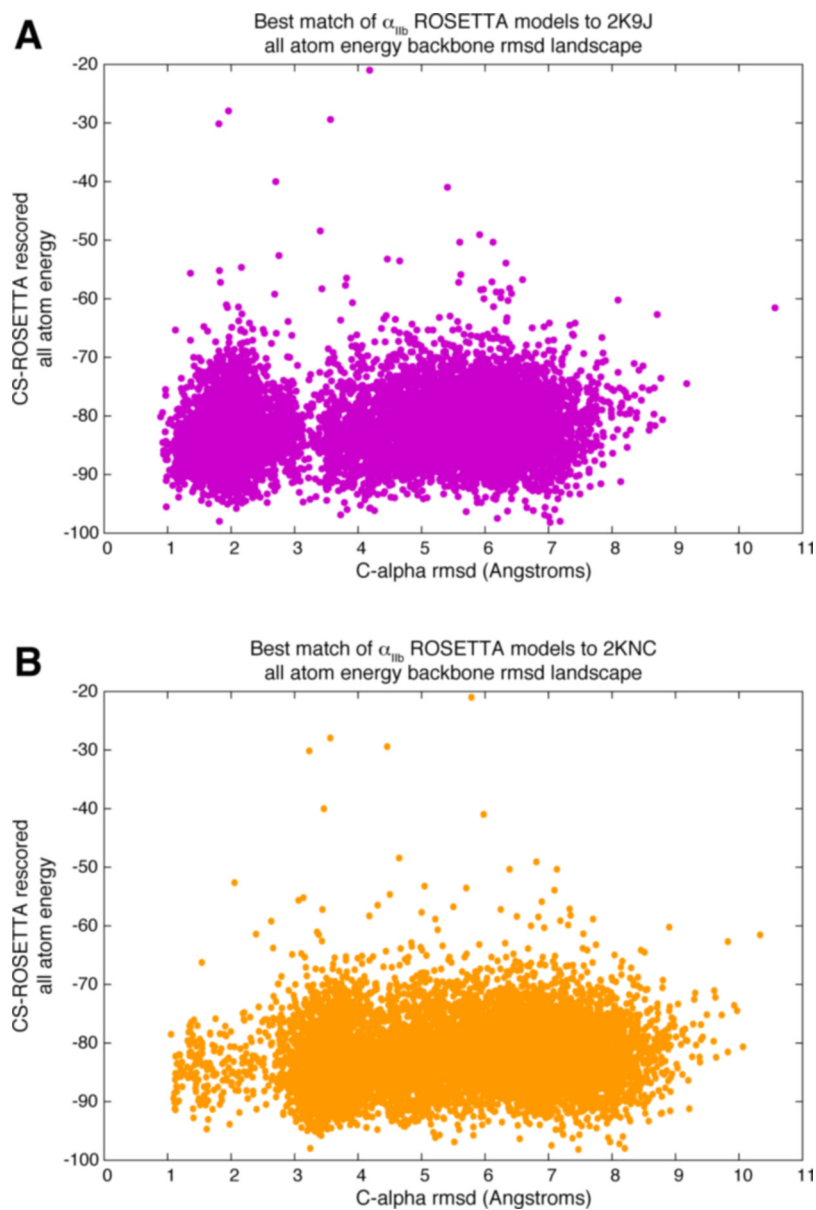 A
Best match of αIIb ROSETTA models to 2K9J
all atom energy backbone rmsd landscape
-20
-30
-40
-50
-60
-70
-80
-90
-100
CS-ROSETTA rescored
all atom energy
0 1 2 3 4 5 6 7 8 9 10 11
C-alpha rmsd (Angstroms)
B
Best match of αIIb ROSETTA models to 2KNC
all atom energy backbone rmsd landscape
-20
-30
-40
-50
-60
-70
-80
-90
-100
CS-ROSETTA rescored
all atom energy
0 1 2 3 4 5 6 7 8 9 10 11
C-alpha rmsd (Angstroms)